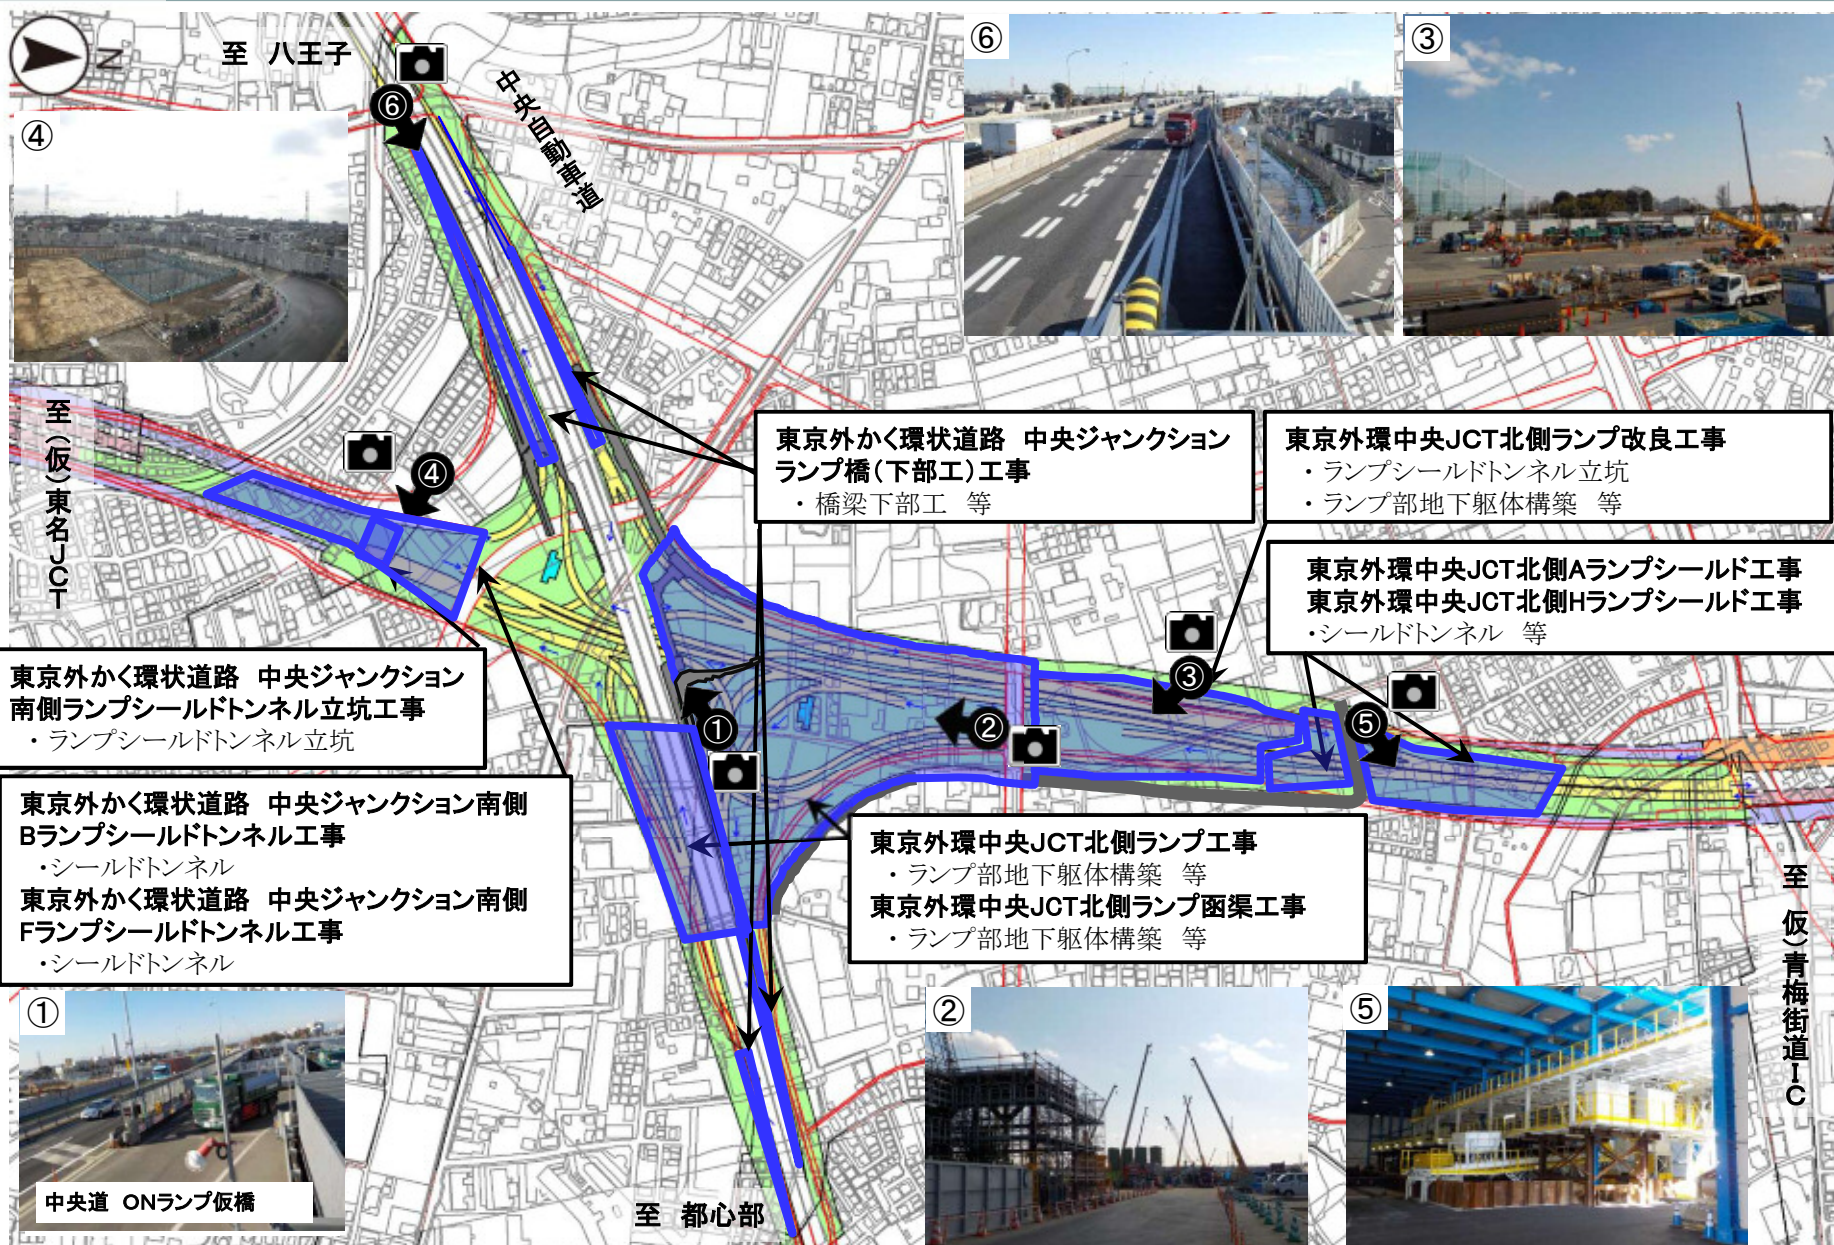 N
至 八王子
中央自動車道
⑥
④
⑥
③
至（仮）東名JCT
④
東京外かく環状道路 中央ジャンクション
ランプ橋（下部工）工事
・橋梁下部工 等
東京外環中央JCT北側ランプ改良工事
・ランプシールドトンネル立坑
・ランプ部地下躯体構築 等
東京外環中央JCT北側Aランプシールド工事
東京外環中央JCT北側Hランプシールド工事
・シールドトンネル 等
東京外かく環状道路 中央ジャンクション
南側ランプシールドトンネル立坑工事
・ランプシールドトンネル立坑
③
①
②
⑤
東京外かく環状道路 中央ジャンクション南側
Bランプシールドトンネル工事
・シールドトンネル
東京外かく環状道路 中央ジャンクション南側
Fランプシールドトンネル工事
・シールドトンネル
東京外環中央JCT北側ランプ工事
・ランプ部地下躯体構築 等
東京外環中央JCT北側ランプ函渠工事
・ランプ部地下躯体構築 等
至 仮）青梅街道IC
①
中央道 ONランプ仮橋
至 都心部
②
⑤